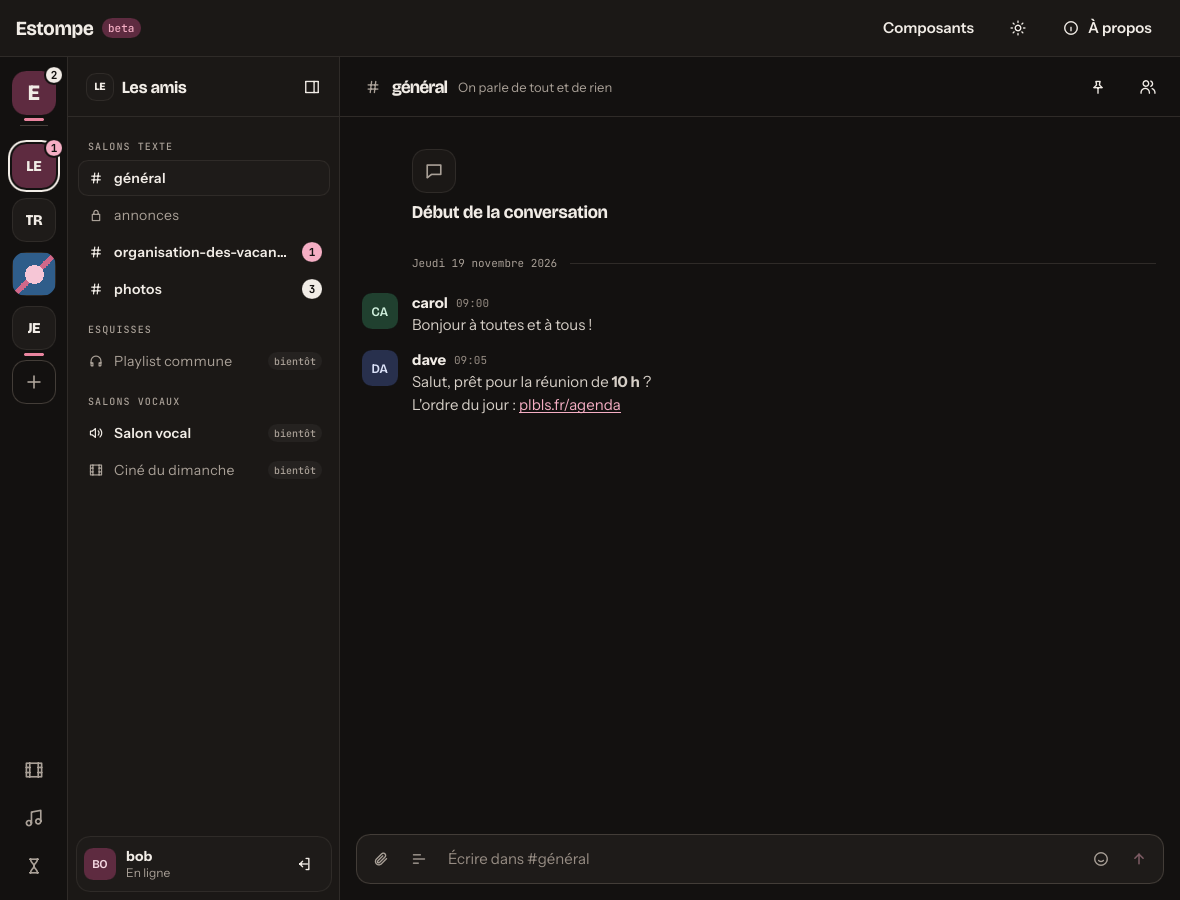 Estompe beta
Composants
À propos
E 2
LE 1
TR
JE
LE Les amis
SALONS TEXTE
# général
annonces
# organisation-des-vacan... 1
# photos 3
ESQUISSES
Playlist commune bientôt
SALONS VOCAUX
Salon vocal bientôt
Ciné du dimanche bientôt
BO bob
En ligne
# général On parle de tout et de rien
Début de la conversation
Jeudi 19 novembre 2026
CA carol 09:00
Bonjour à toutes et à tous !
DA dave 09:05
Salut, prêt pour la réunion de 10 h ?
L'ordre du jour : plbls.fr/agenda
Écrire dans #général